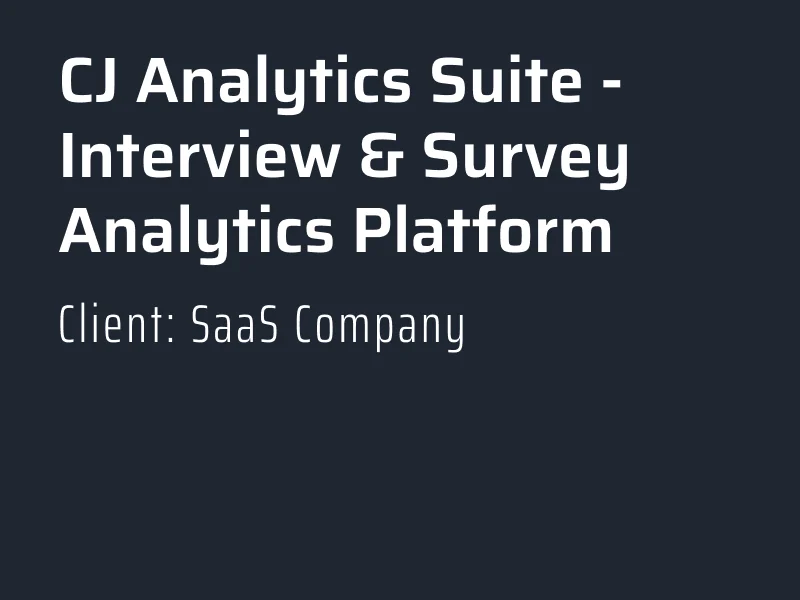 CJ Analytics Suite -
Interview & Survey
Analytics Platform
Client: SaaS Company